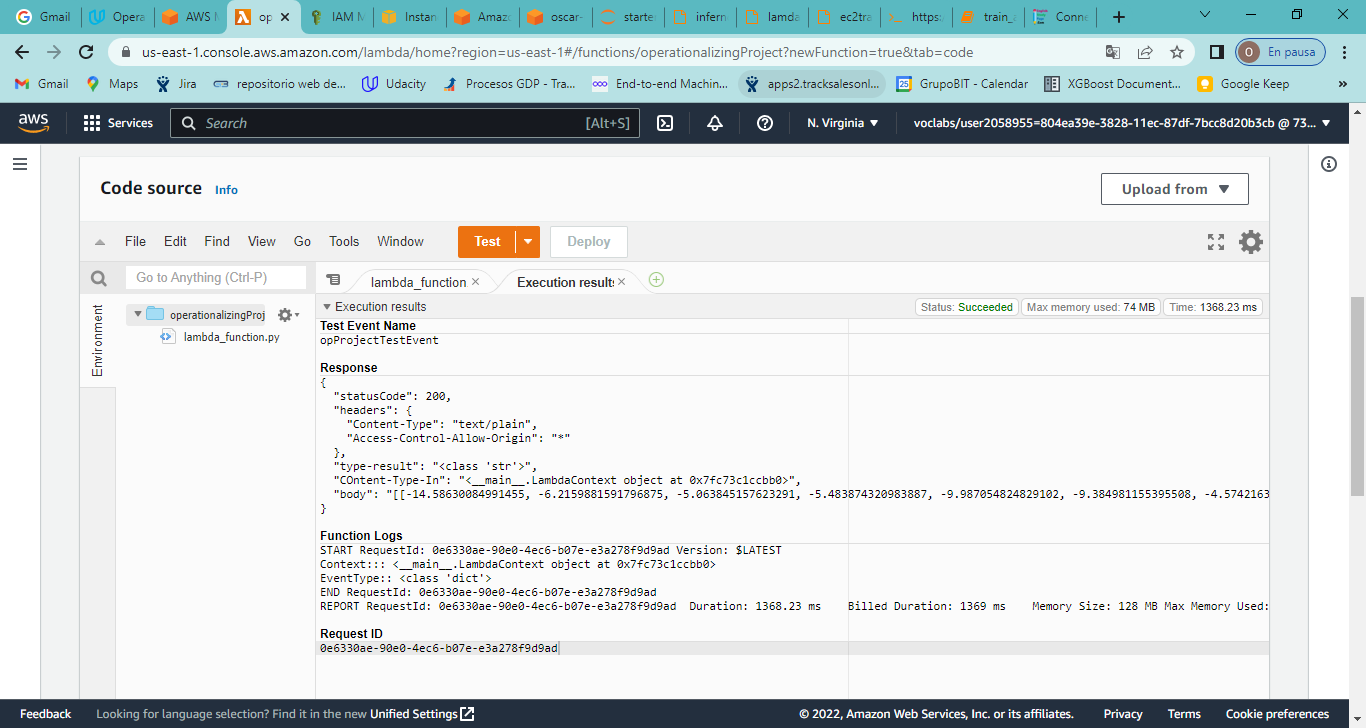 Gmail Opera AWS M op IAM M Instan Amaz oscar- starte infern lamda ec2tra https: train_a Conne
us-east-1.console.aws.amazon.com/lambda/home?region=us-east-1#/functions/operationalizingProject?newFunction=true&tab=code O En pausa
Gmail Maps Jira repositorio web de... Udacity Procesos GDP - Tra... End-to-end Machin... apps2.tracksalesonl... GrupoBIT - Calendar XGBoost Document... Google Keep »
aws Services Search [Alt+S] N. Virginia voclabs/user2058955=804ea39e-3828-11ec-87df-7bcc8d20b3cb @ 73...
Code source Info Upload from
File Edit Find View Go Tools Window Test Deploy
Go to Anything (Ctrl-P) lambda_function × Execution results ×
Environment
operationalizingProj
lambda_function.py
Execution results Status: Succeeded Max memory used: 74 MB Time: 1368.23 ms
Test Event Name
opProjectTestEvent
Response
{
"statusCode": 200,
"headers": {
"Content-Type": "text/plain",
"Access-Control-Allow-Origin": "*"
},
"type-result": "<class 'str'>",
"COntent-Type-In": "<__main__.LambdaContext object at 0x7fc73c1ccbb0>",
"body": "[[-14.58630084991455, -6.2159881591796875, -5.063845157623291, -5.483874320983887, -9.987054824829102, -9.384981155395508, -4.5742163
}
Function Logs
START RequestId: 0e6330ae-90e0-4ec6-b07e-e3a278f9d9ad Version: $LATEST
Context::: <__main__.LambdaContext object at 0x7fc73c1ccbb0>
EventType:: <class 'dict'>
END RequestId: 0e6330ae-90e0-4ec6-b07e-e3a278f9d9ad
REPORT RequestId: 0e6330ae-90e0-4ec6-b07e-e3a278f9d9ad Duration: 1368.23 ms Billed Duration: 1369 ms Memory Size: 128 MB Max Memory Used:
Request ID
0e6330ae-90e0-4ec6-b07e-e3a278f9d9ad
Feedback Looking for language selection? Find it in the new Unified Settings © 2022, Amazon Web Services, Inc. or its affiliates. Privacy Terms Cookie preferences